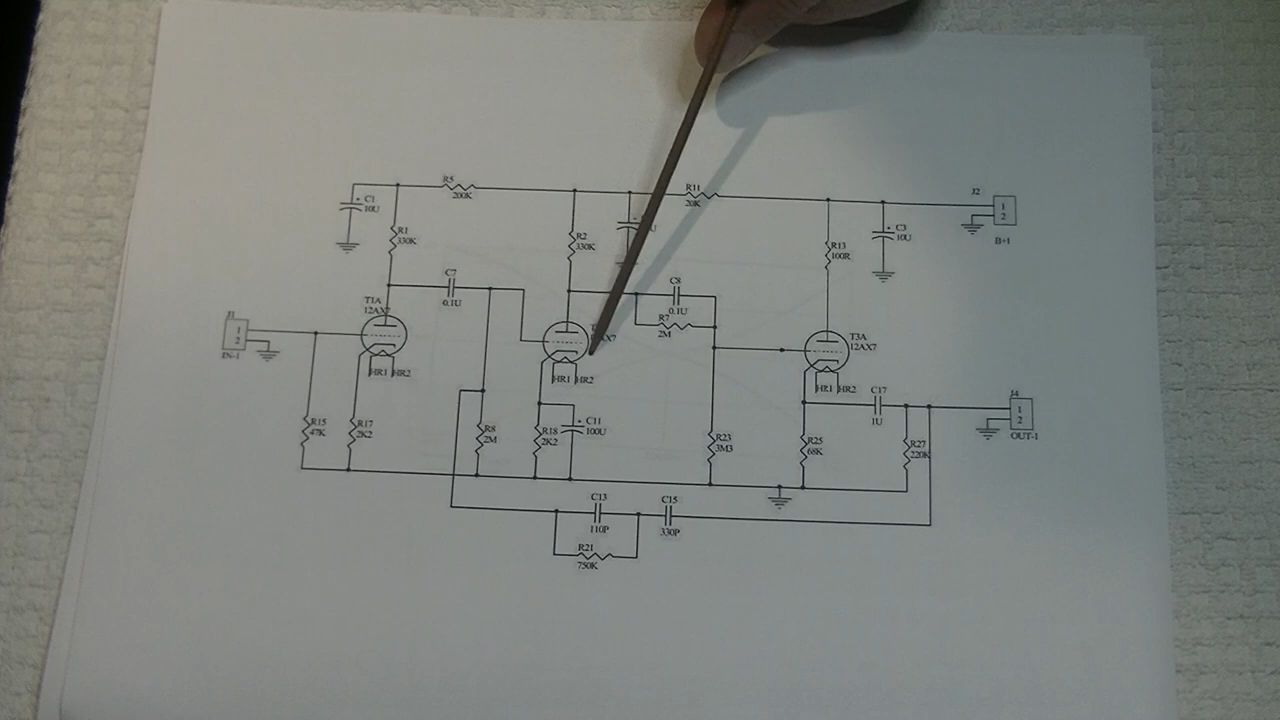 R5
200K
R11
20K
J2
1
2
B+1
C1
10U
R1
330K
R2
330K
U
R13
100R
C3
10U
C7
0.1U
C8
0.1U
R7
2M
J1
1
2
IN-1
T1A
12AX7
HR1 HR2
HR1 HR2
T3A
12AX7
HR1 HR2
C17
1U
J4
1
2
OUT-1
R15
47K
R17
2K2
R8
2M
R18
2K2
C11
100U
R23
3M3
R25
68K
R27
220K
C13
110P
C15
330P
R21
750K